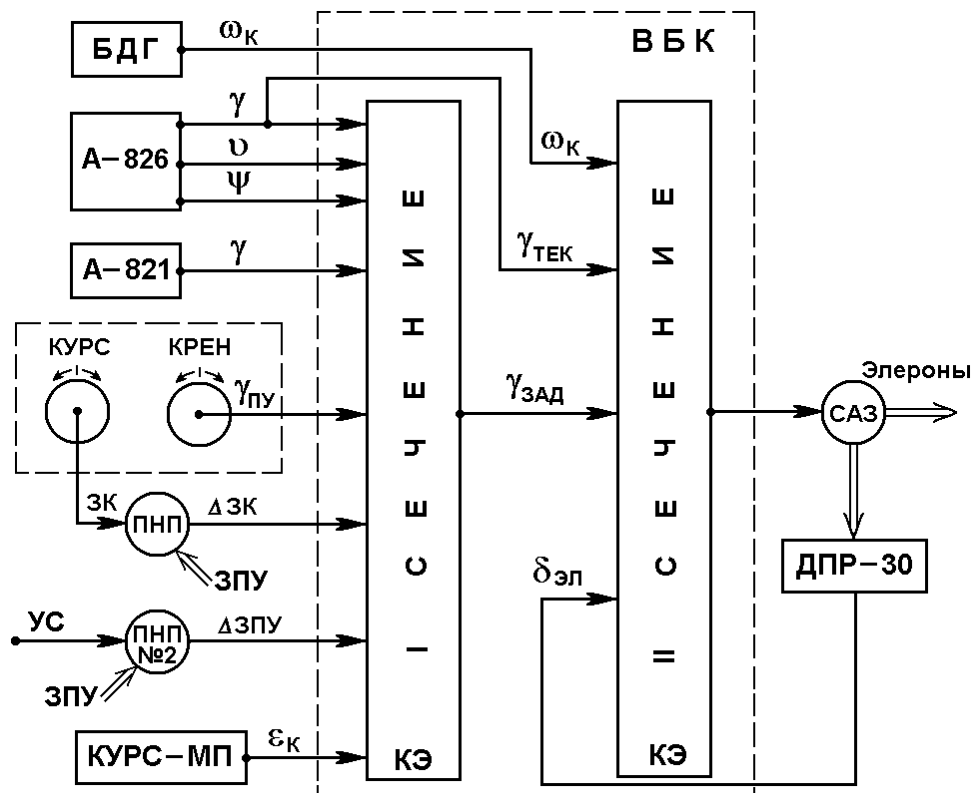 БДГ
ωК
ВБК
А–826
γ
υ
ψ
ωК
А–821
γ
γТЕК
КУРС
КРЕН
γПУ
γЗАД
Элероны
САЗ
ЗК
ПНП
ΔЗК
ЗПУ
ДПР–30
δЭЛ
УС
ПНП
№2
ΔЗПУ
ЗПУ
КУРС–МП
εК
I СЕЧЕНИЕ
КЭ
II СЕЧЕНИЕ
КЭ